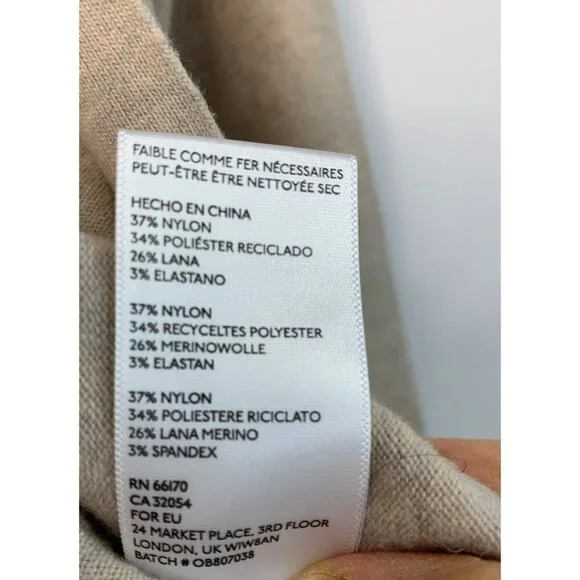 FAIBLE COMME FER NÉCESSAIRES
PEUT-ÊTRE ÊTRE NETTOYÉE SEC
HECHO EN CHINA
37% NYLON
34% POLIÉSTER RECICLADO
26% LANA
3% ELASTANO
37% NYLON
34% RECYCELTES POLYESTER
26% MERINOWOLLE
3% ELASTAN
37% NYLON
34% POLIESTERE RICICLATO
26% LANA MERINO
3% SPANDEX
RN 66170
CA 32054
FOR EU
24 MARKET PLACE, 3RD FLOOR
LONDON, UK W1W8AN
BATCH # OB807038